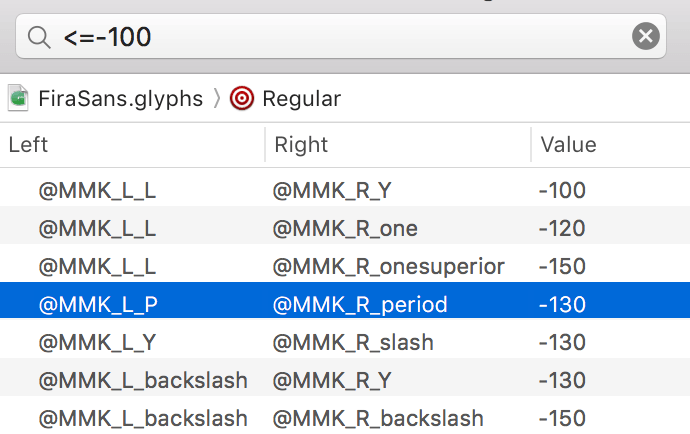 <=-100
FiraSans.glyphs 〉 Regular
Left Right Value
@MMK_L_L @MMK_R_Y -100
@MMK_L_L @MMK_R_one -120
@MMK_L_L @MMK_R_onesuperior -150
@MMK_L_P @MMK_R_period -130
@MMK_L_Y @MMK_R_slash -130
@MMK_L_backslash @MMK_R_Y -130
@MMK_L_backslash @MMK_R_backslash -150